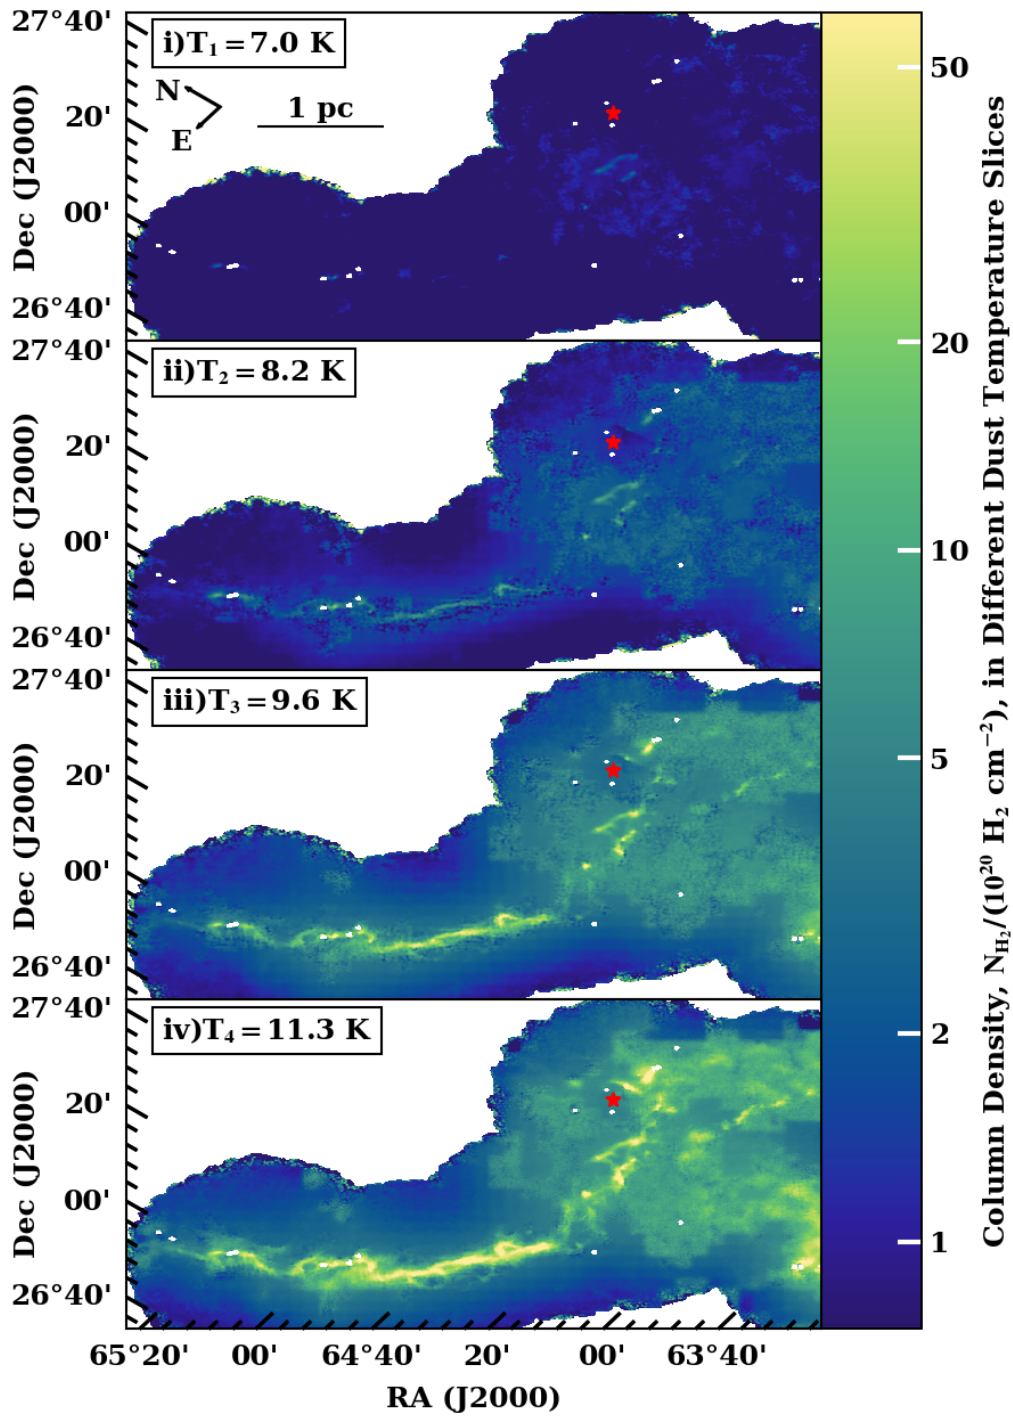 27°40'
20'
00'
26°40'
Dec (J2000)
i)T₁=7.0 K
N
E
1 pc
27°40'
20'
00'
26°40'
Dec (J2000)
ii)T₂=8.2 K
27°40'
20'
00'
26°40'
Dec (J2000)
iii)T₃=9.6 K
27°40'
20'
00'
26°40'
Dec (J2000)
iv)T₄=11.3 K
65°20' 00' 64°40' 20' 00' 63°40'
RA (J2000)
50
20
10
5
2
1
Column Density, N_H₂/(10²⁰ H₂ cm⁻²), in Different Dust Temperature Slices